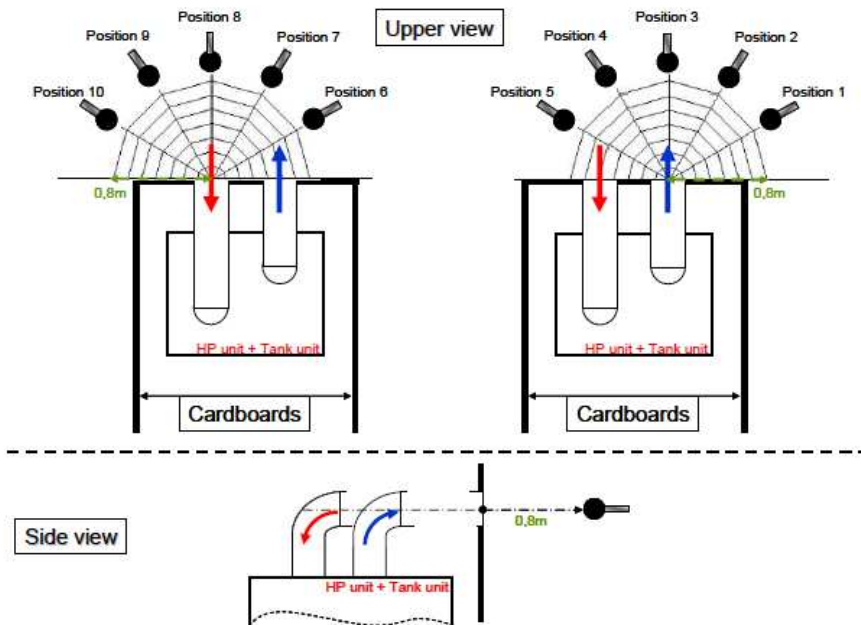 Upper view
Position 8
Position 9
Position 7
Position 10
Position 6
0,8m
HP unit + Tank unit
Cardboards
Position 3
Position 4
Position 2
Position 5
Position 1
0,8m
HP unit + Tank unit
Cardboards
Side view
0,8m
HP unit + Tank unit